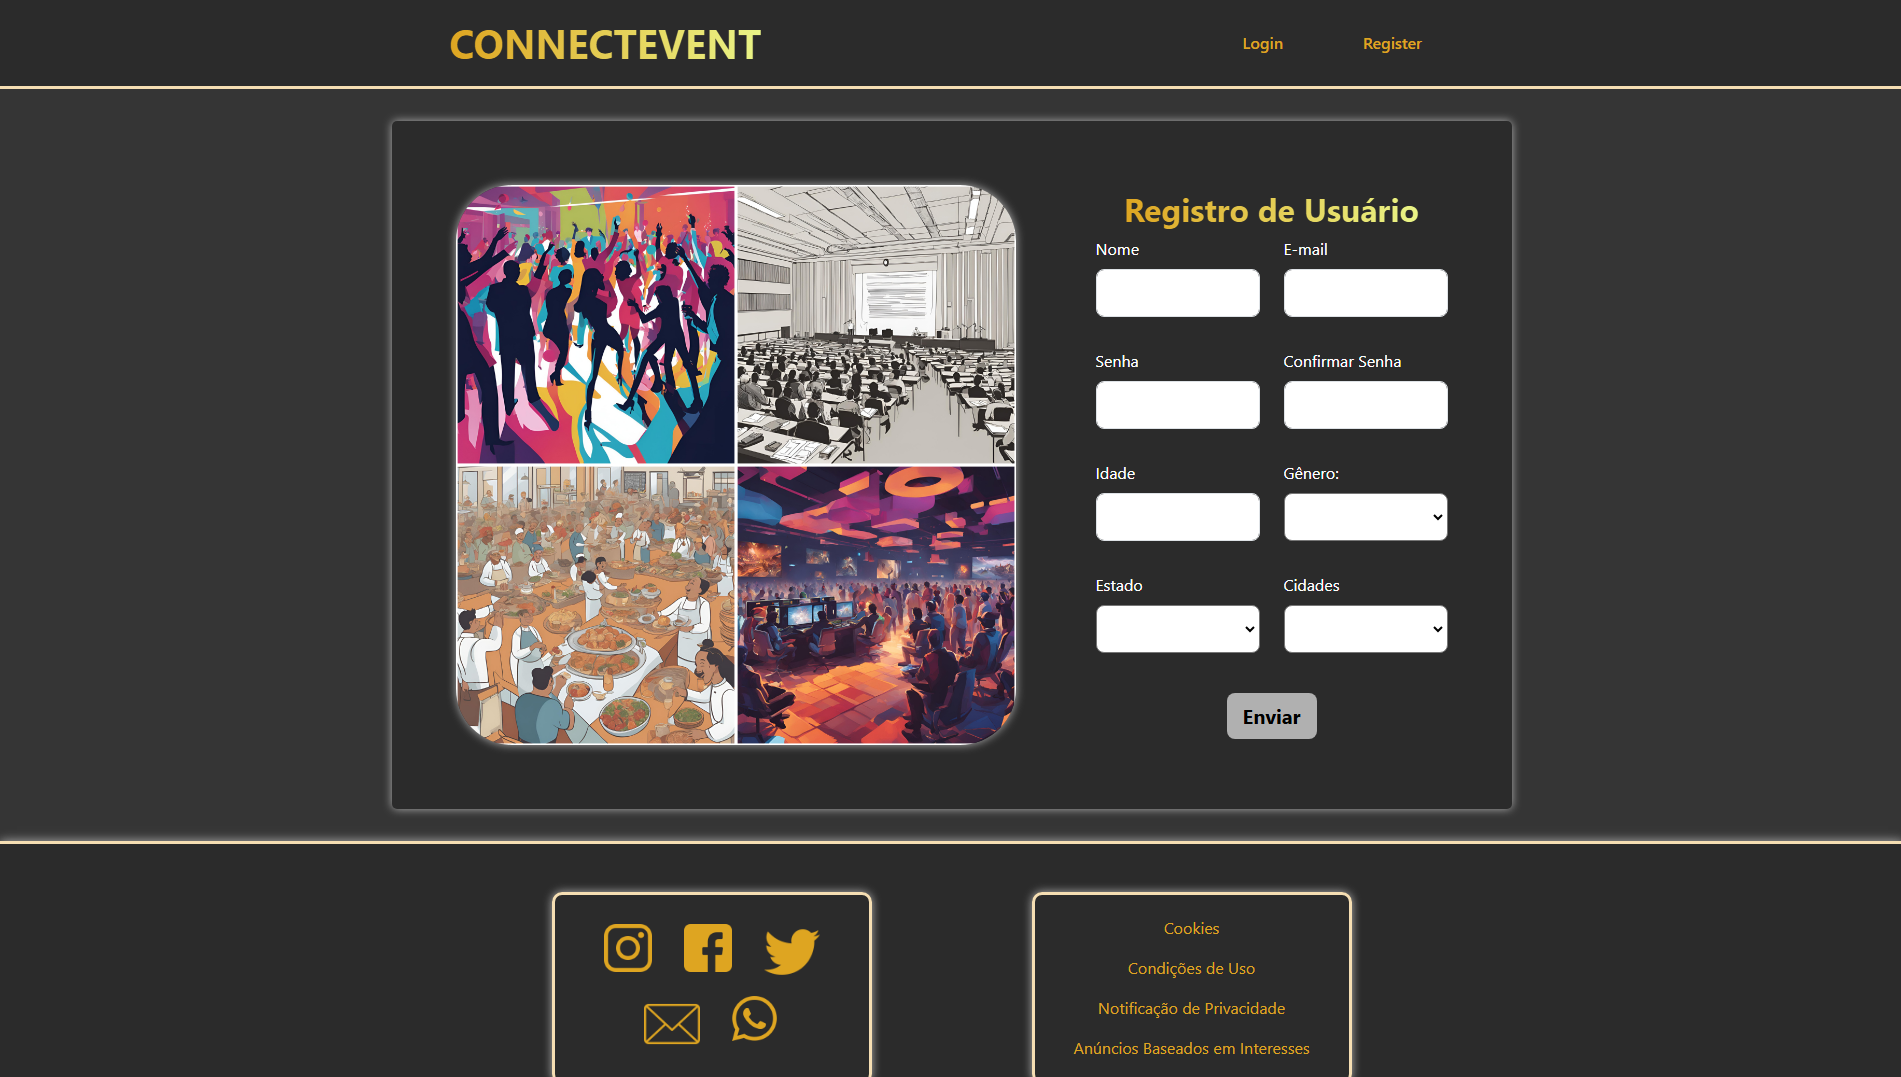 CONNECTEVENT
Login
Register
Registro de Usuário
Nome
E-mail
Senha
Confirmar Senha
Idade
Gênero:
Estado
Cidades
Enviar
Cookies
Condições de Uso
Notificação de Privacidade
Anúncios Baseados em Interesses